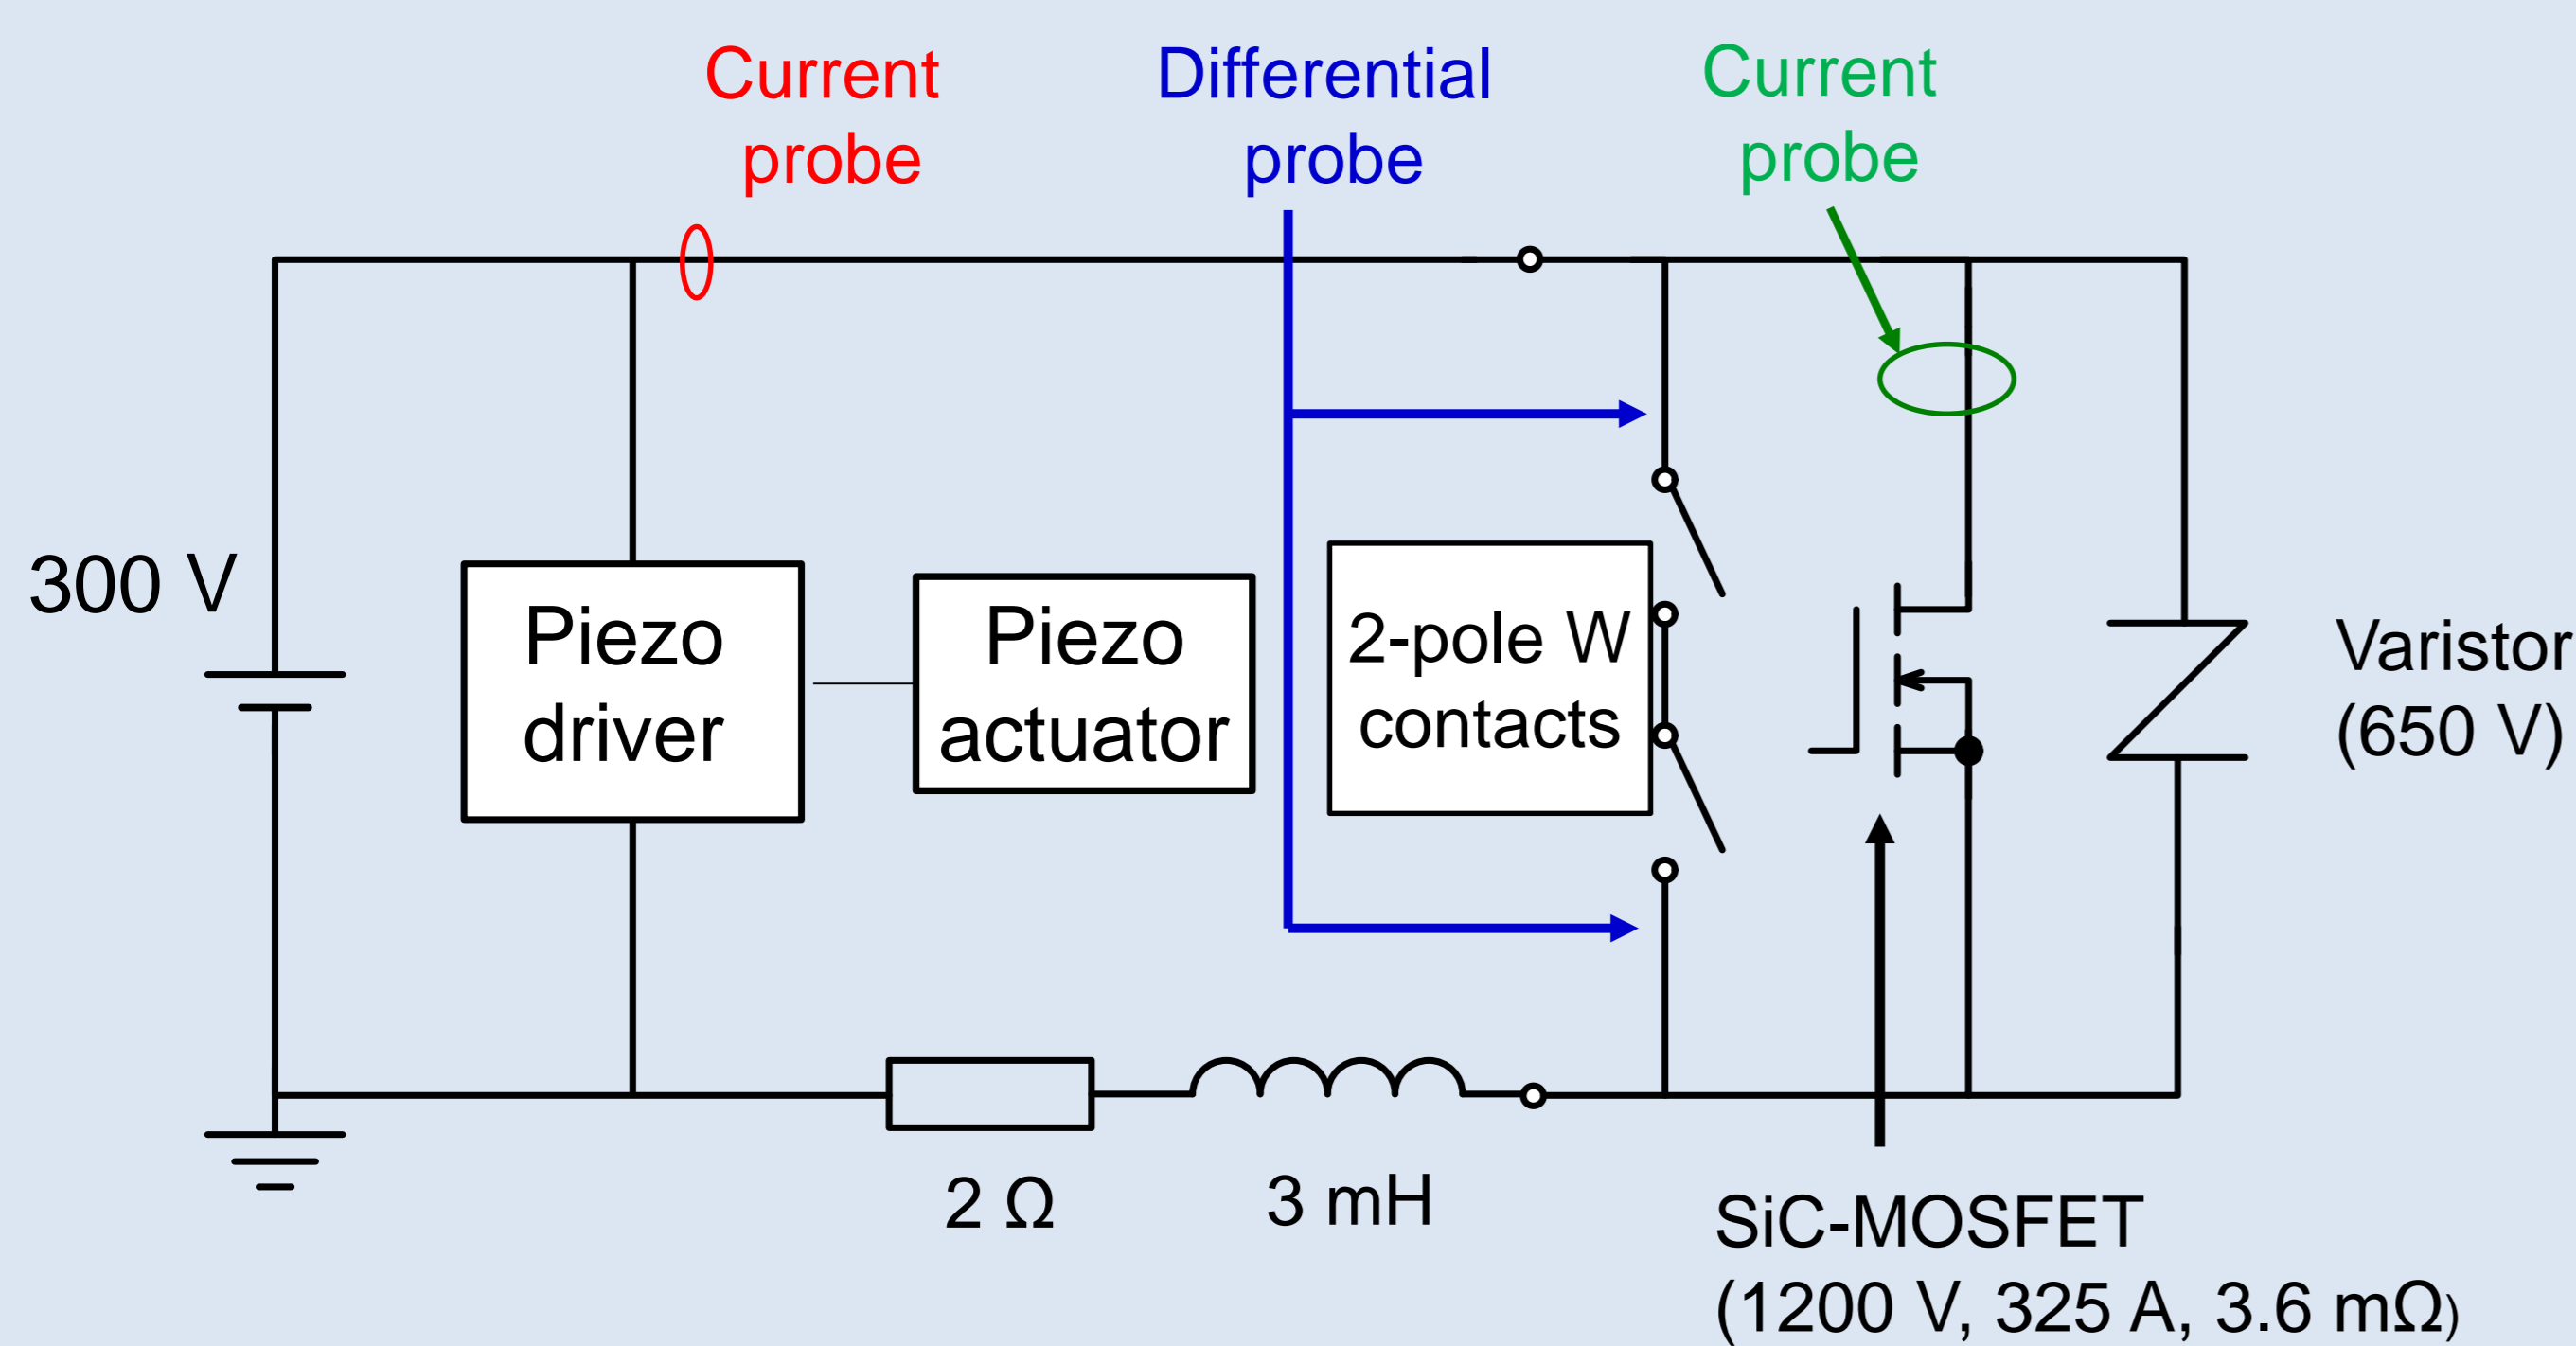 Current
probe
Differential
probe
Current
probe
300 V
Piezo
driver
Piezo
actuator
2-pole W
contacts
Varistor
(650 V)
2 Ω
3 mH
SiC-MOSFET
(1200 V, 325 A, 3.6 mΩ)